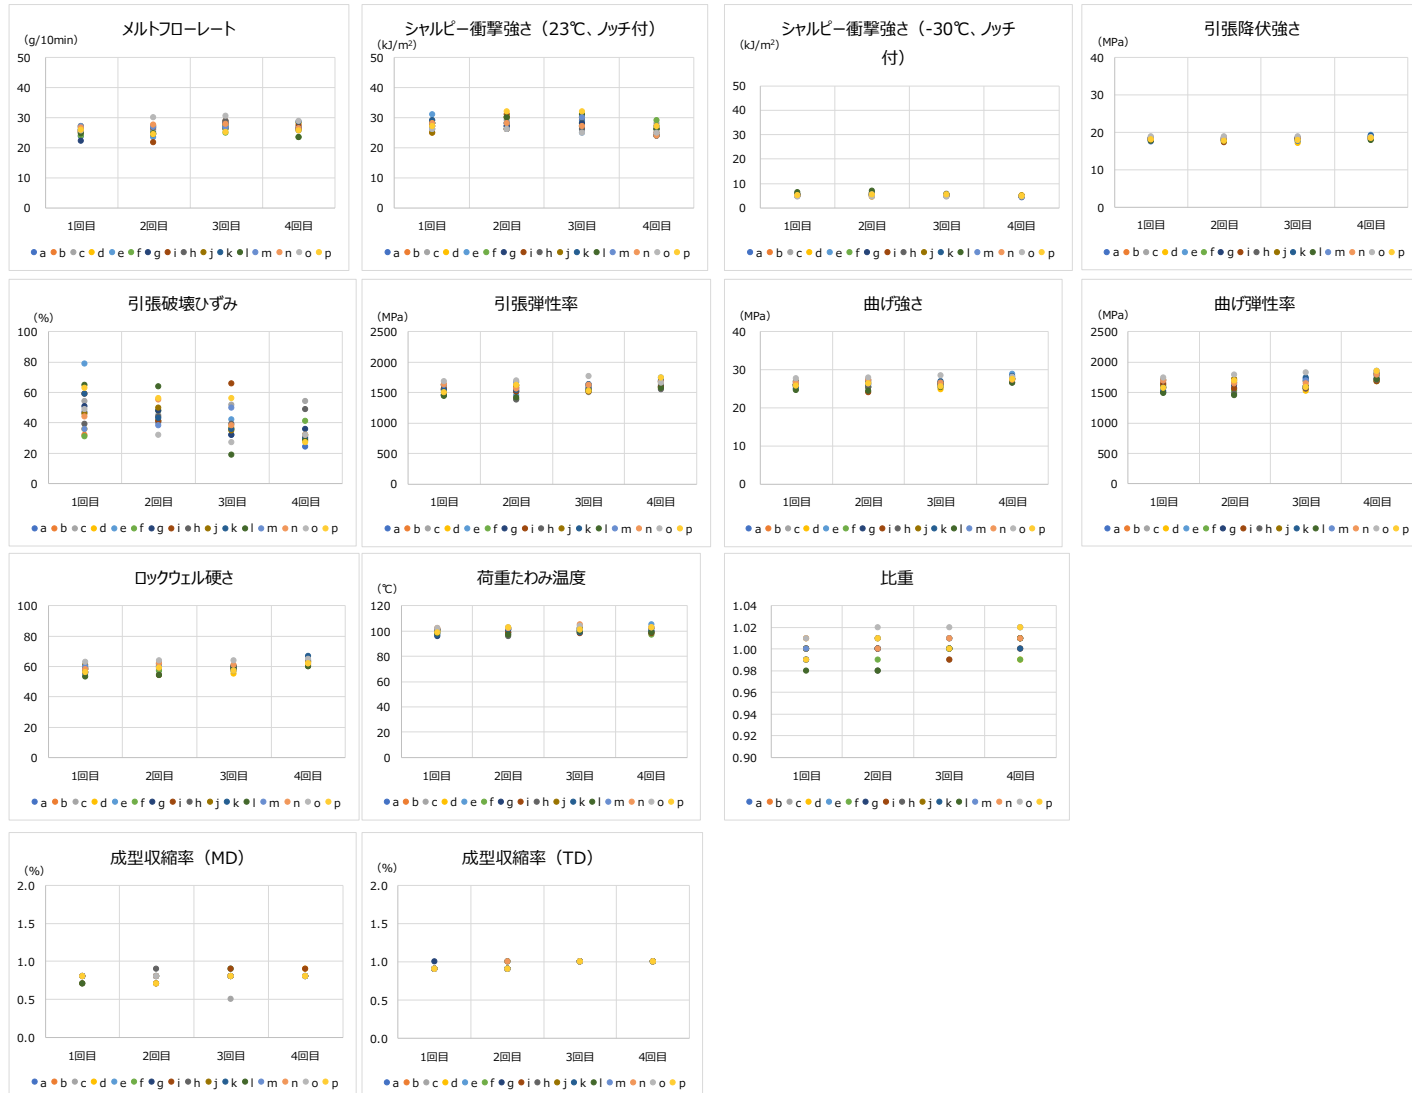 メルトフローレート
(g/10min)
50
40
30
20
10
0
1回目 2回目 3回目 4回目
a b c d e f g i h j k l m n o p
シャルピー衝撃強さ（23℃、ノッチ付）
(kJ/m²)
50
40
30
20
10
0
1回目 2回目 3回目 4回目
a b c d e f g i h j k l m n o p
シャルピー衝撃強さ（-30℃、ノッチ
付）
(kJ/m²)
50
40
30
20
10
0
1回目 2回目 3回目 4回目
a b c d e f g i h j k l m n o p
引張降伏強さ
(MPa)
40
30
20
10
0
1回目 2回目 3回目 4回目
a b c d e f g i h j k l m n o p
引張破壊ひずみ
(%)
100
80
60
40
20
0
1回目 2回目 3回目 4回目
a b c d e f g i h j k l m n o p
引張弾性率
(MPa)
2500
2000
1500
1000
500
0
1回目 2回目 3回目 4回目
a b c d e f g i h j k l m n o p
曲げ強さ
(MPa)
40
30
20
10
0
1回目 2回目 3回目 4回目
a b c d e f g i h j k l m n o p
曲げ弾性率
(MPa)
2500
2000
1500
1000
500
0
1回目 2回目 3回目 4回目
a b c d e f g i h j k l m n o p
ロックウェル硬さ
100
80
60
40
20
0
1回目 2回目 3回目 4回目
a b c d e f g i h j k l m n o p
荷重たわみ温度
(℃)
120
100
80
60
40
20
0
1回目 2回目 3回目 4回目
a b c d e f g i h j k l m n o p
比重
1.04
1.02
1.00
0.98
0.96
0.94
0.92
0.90
1回目 2回目 3回目 4回目
a b c d e f g i h j k l m n o p
成型収縮率（MD）
(%)
2.0
1.5
1.0
0.5
0.0
1回目 2回目 3回目 4回目
a b c d e f g i h j k l m n o p
成型収縮率（TD）
(%)
2.0
1.5
1.0
0.5
0.0
1回目 2回目 3回目 4回目
a b c d e f g i h j k l m n o p